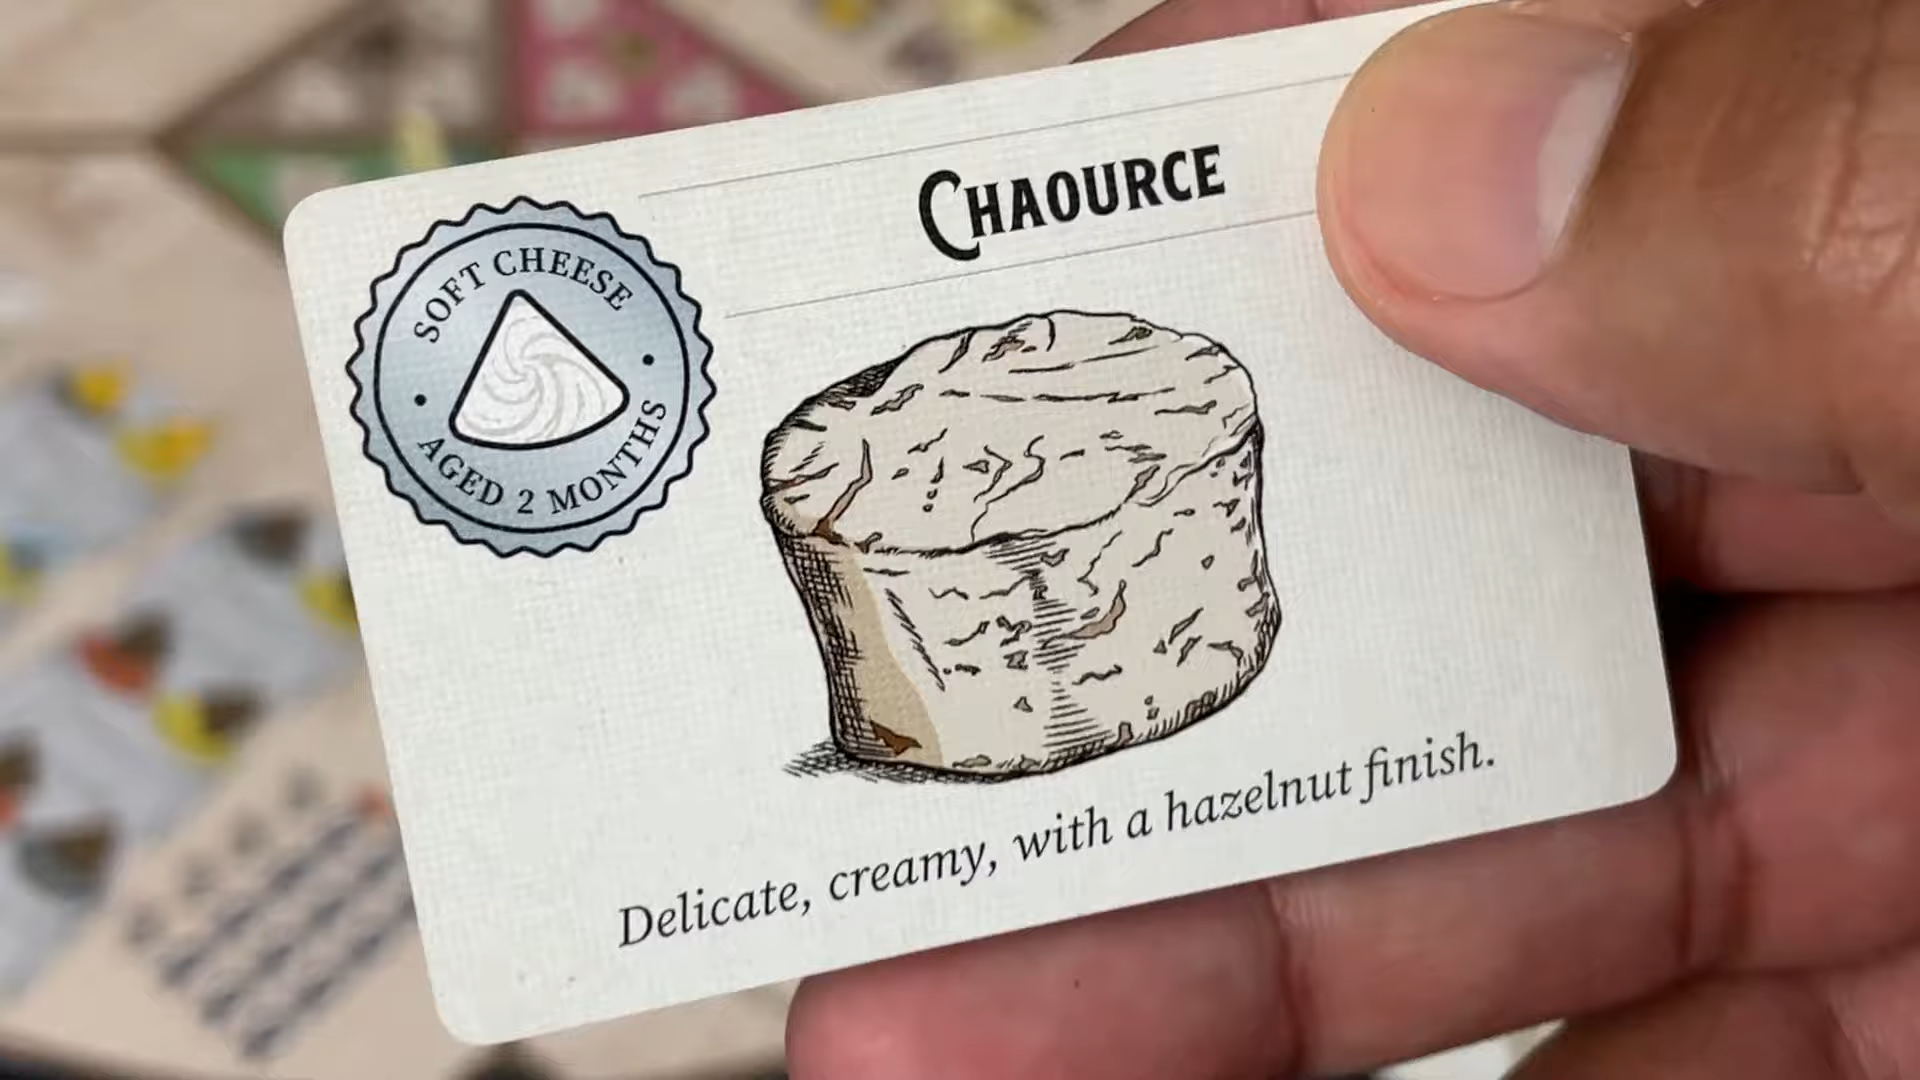 Chaource
SOFT CHEESE
AGED 2 MONTHS
Delicate, creamy, with a hazelnut finish.